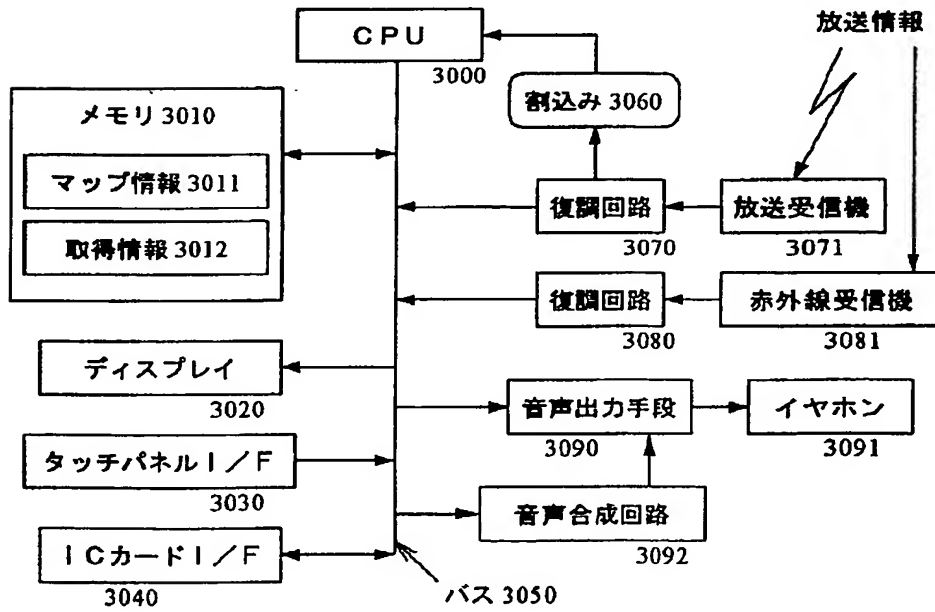 放送情報
CPU
3000
割込み 3060
メモリ 3010
マップ情報 3011
取得情報 3012
復調回路
3070
放送受信機
3071
復調回路
3080
赤外線受信機
3081
ディスプレイ
3020
音声出力手段
3090
イヤホン
3091
タッチパネルI/F
3030
音声合成回路
3092
ICカードI/F
3040
バス 3050